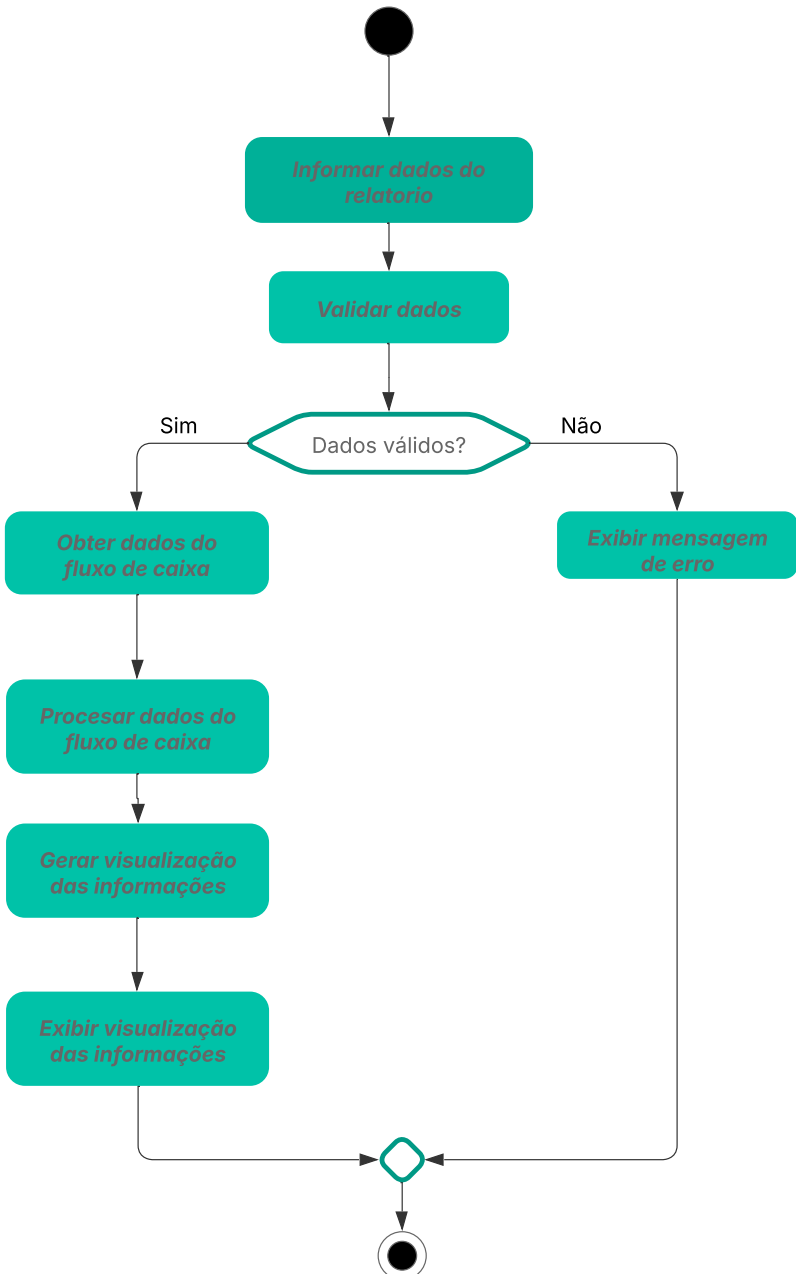 Informar dados do
relatorio
Validar dados
Sim
Dados válidos?
Não
Obter dados do
fluxo de caixa
Exibir mensagem
de erro
Procesar dados do
fluxo de caixa
Gerar visualização
das informações
Exibir visualização
das informações